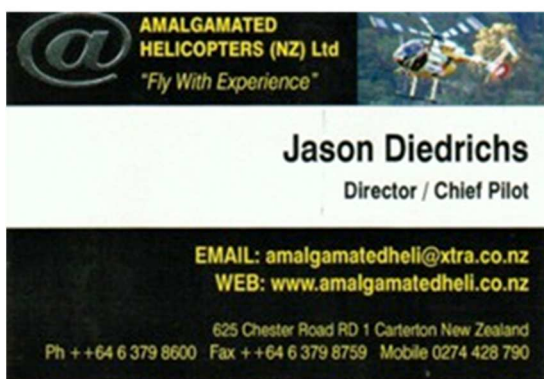 @
AMALGAMATED
HELICOPTERS (NZ) Ltd
"Fly With Experience"
Jason Diedrichs
Director / Chief Pilot
EMAIL: amalgamatedheli@xtra.co.nz
WEB: www.amalgamatedheli.co.nz
625 Chester Road RD 1 Carterton New Zealand
Ph ++64 6 379 8600 Fax ++64 6 379 8759 Mobile 0274 428 790